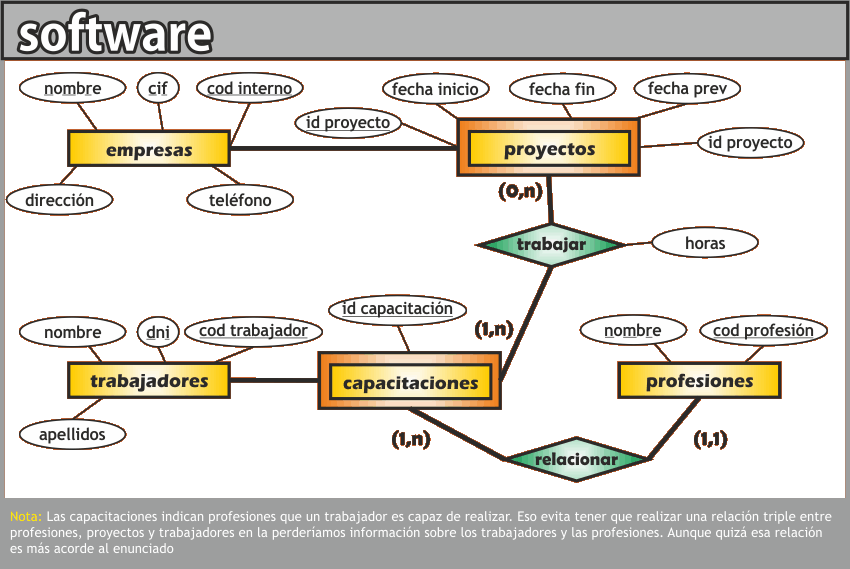 software
nombre
cif
cod interno
fecha inicio
fecha fin
fecha prev
id proyecto
id proyecto
empresas
proyectos
dirección
teléfono
(0,n)
trabajar
horas
id capacitación
(1,n)
nombre
dni
cod trabajador
nombre
cod profesión
trabajadores
capacitaciones
profesiones
apellidos
(1,n)
(1,1)
relacionar
Nota: Las capacitaciones indican profesiones que un trabajador es capaz de realizar. Eso evita tener que realizar una relación triple entre
profesiones, proyectos y trabajadores en la perderíamos información sobre los trabajadores y las profesiones. Aunque quizá esa relación
es más acorde al enunciado